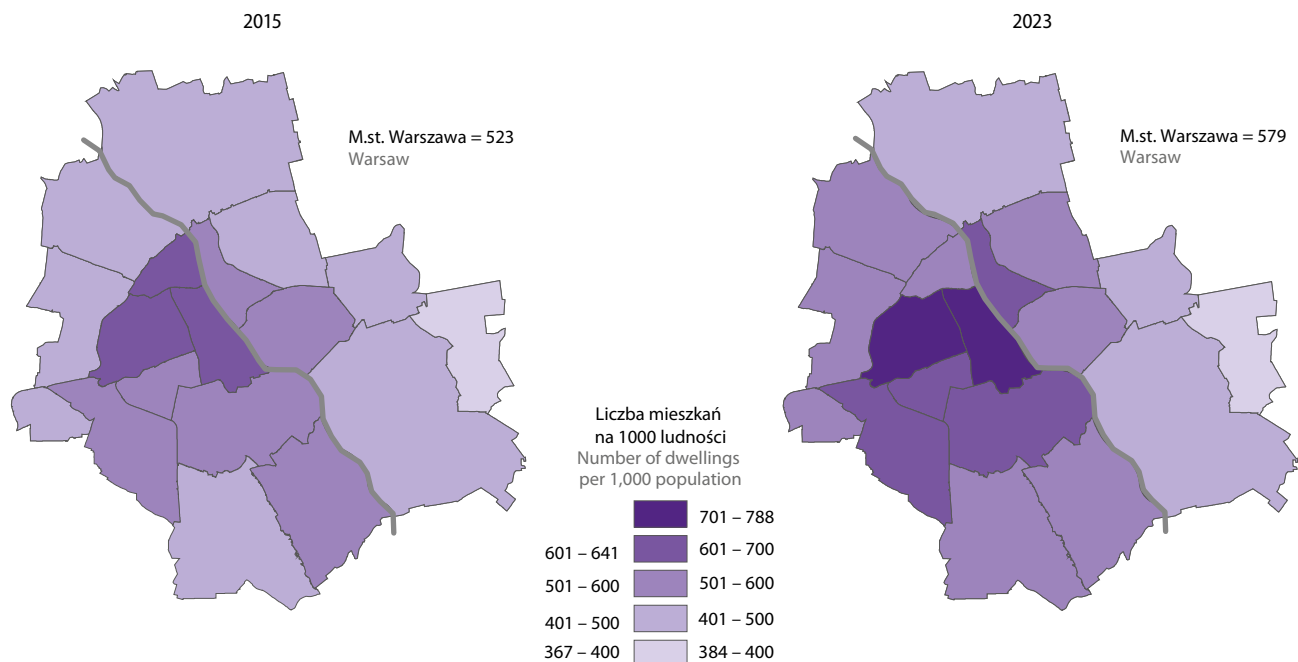 2015
2023
M.st. Warszawa = 523
Warsaw
M.st. Warszawa = 579
Warsaw
Liczba mieszkań
na 1000 ludności
Number of dwellings
per 1,000 population
701 – 788
601 – 641 601 – 700
501 – 600 501 – 600
401 – 500 401 – 500
367 – 400 384 – 400